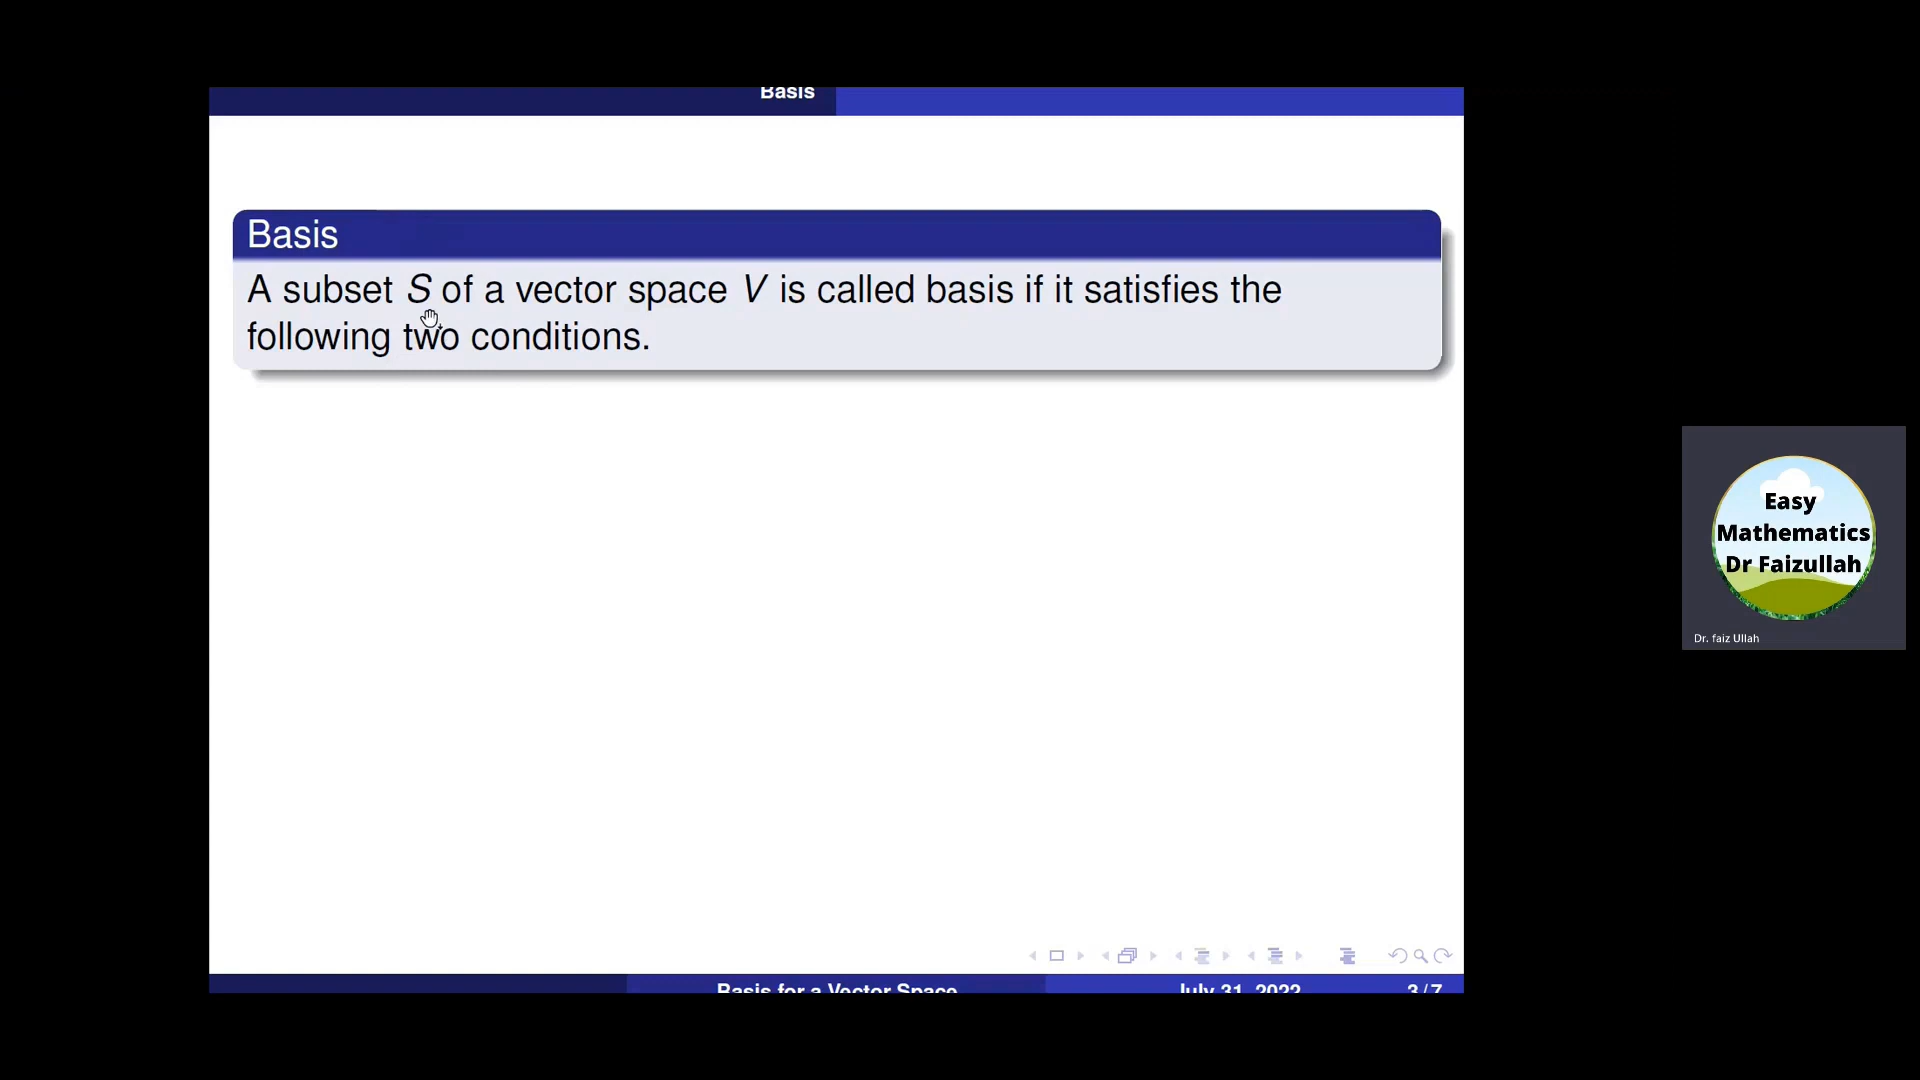 Basis
Basis
A subset S of a vector space V is called basis if it satisfies the
following two conditions.
Easy
Mathematics
Dr Faizullah
Dr. faiz Ullah
Basis for a Vector Space
July 31, 2022
3 / 7